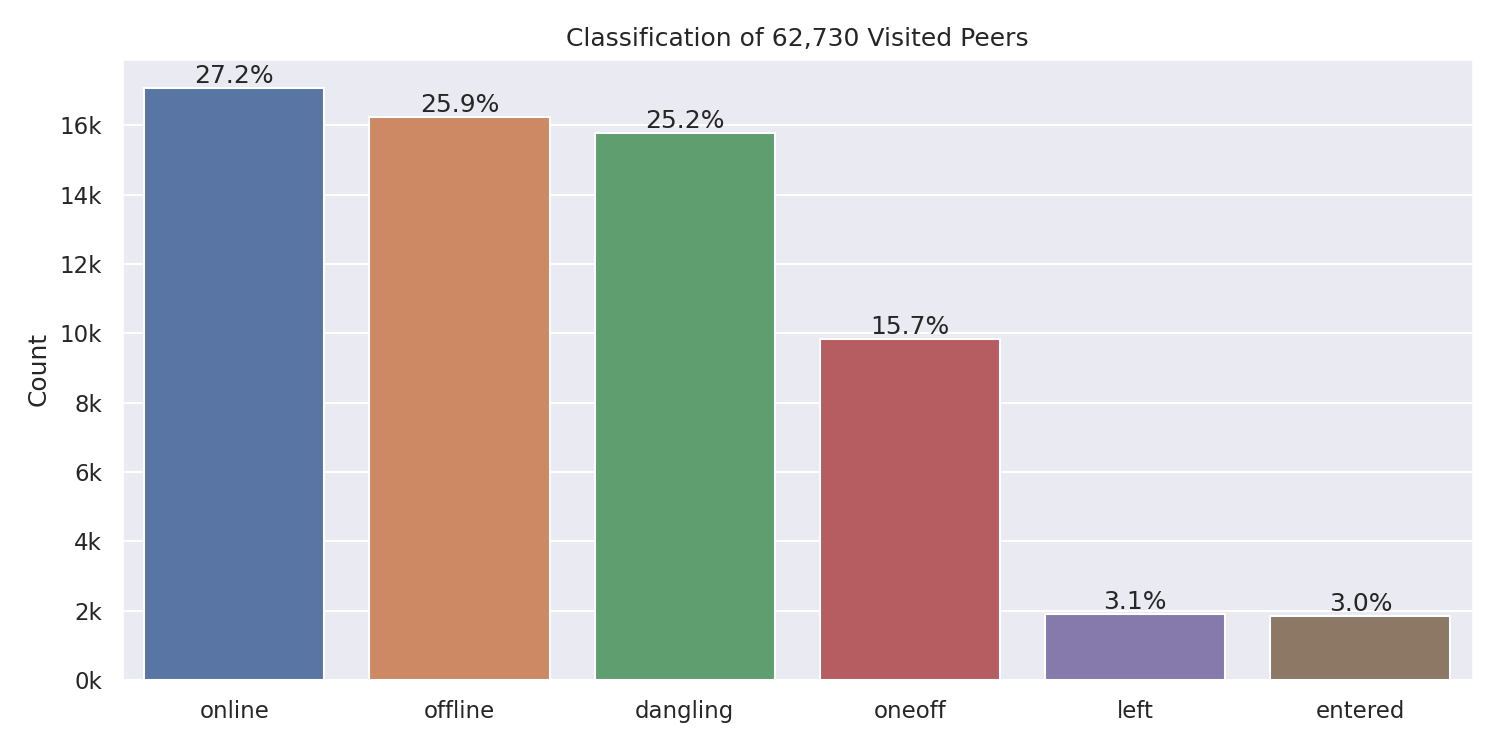 Classification of 62,730 Visited Peers
27.2%
25.9%
25.2%
15.7%
3.1%
3.0%
Count
16k
14k
12k
10k
8k
6k
4k
2k
0k
online
offline
dangling
oneoff
left
entered